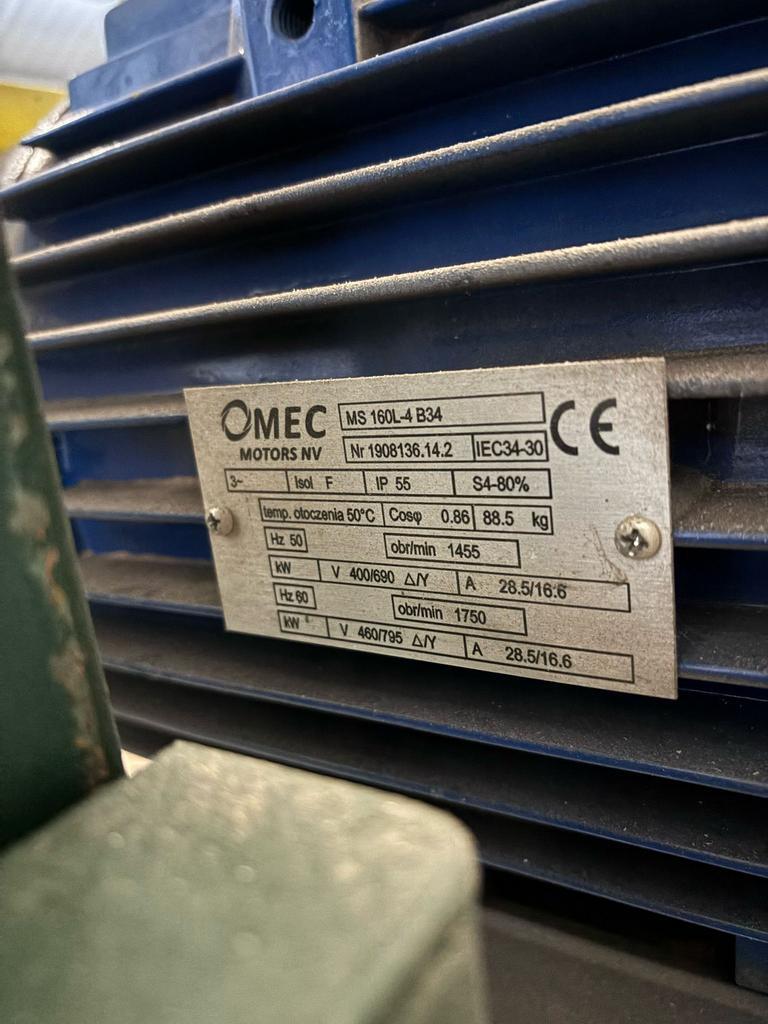 OMEC MS 160L-4 B34 CE
MOTORS NV Nr 1908136.14.2 IEC34-30
3~ Isol F IP 55 S4-80%
temp. otoczenia 50°C Cosφ 0.86 88.5 kg
Hz 50 obr/min 1455
kW V 400/690 △/Y A 28.5/16.6
Hz 60 obr/min 1750
kW V 460/795 △/Y A 28.5/16.6